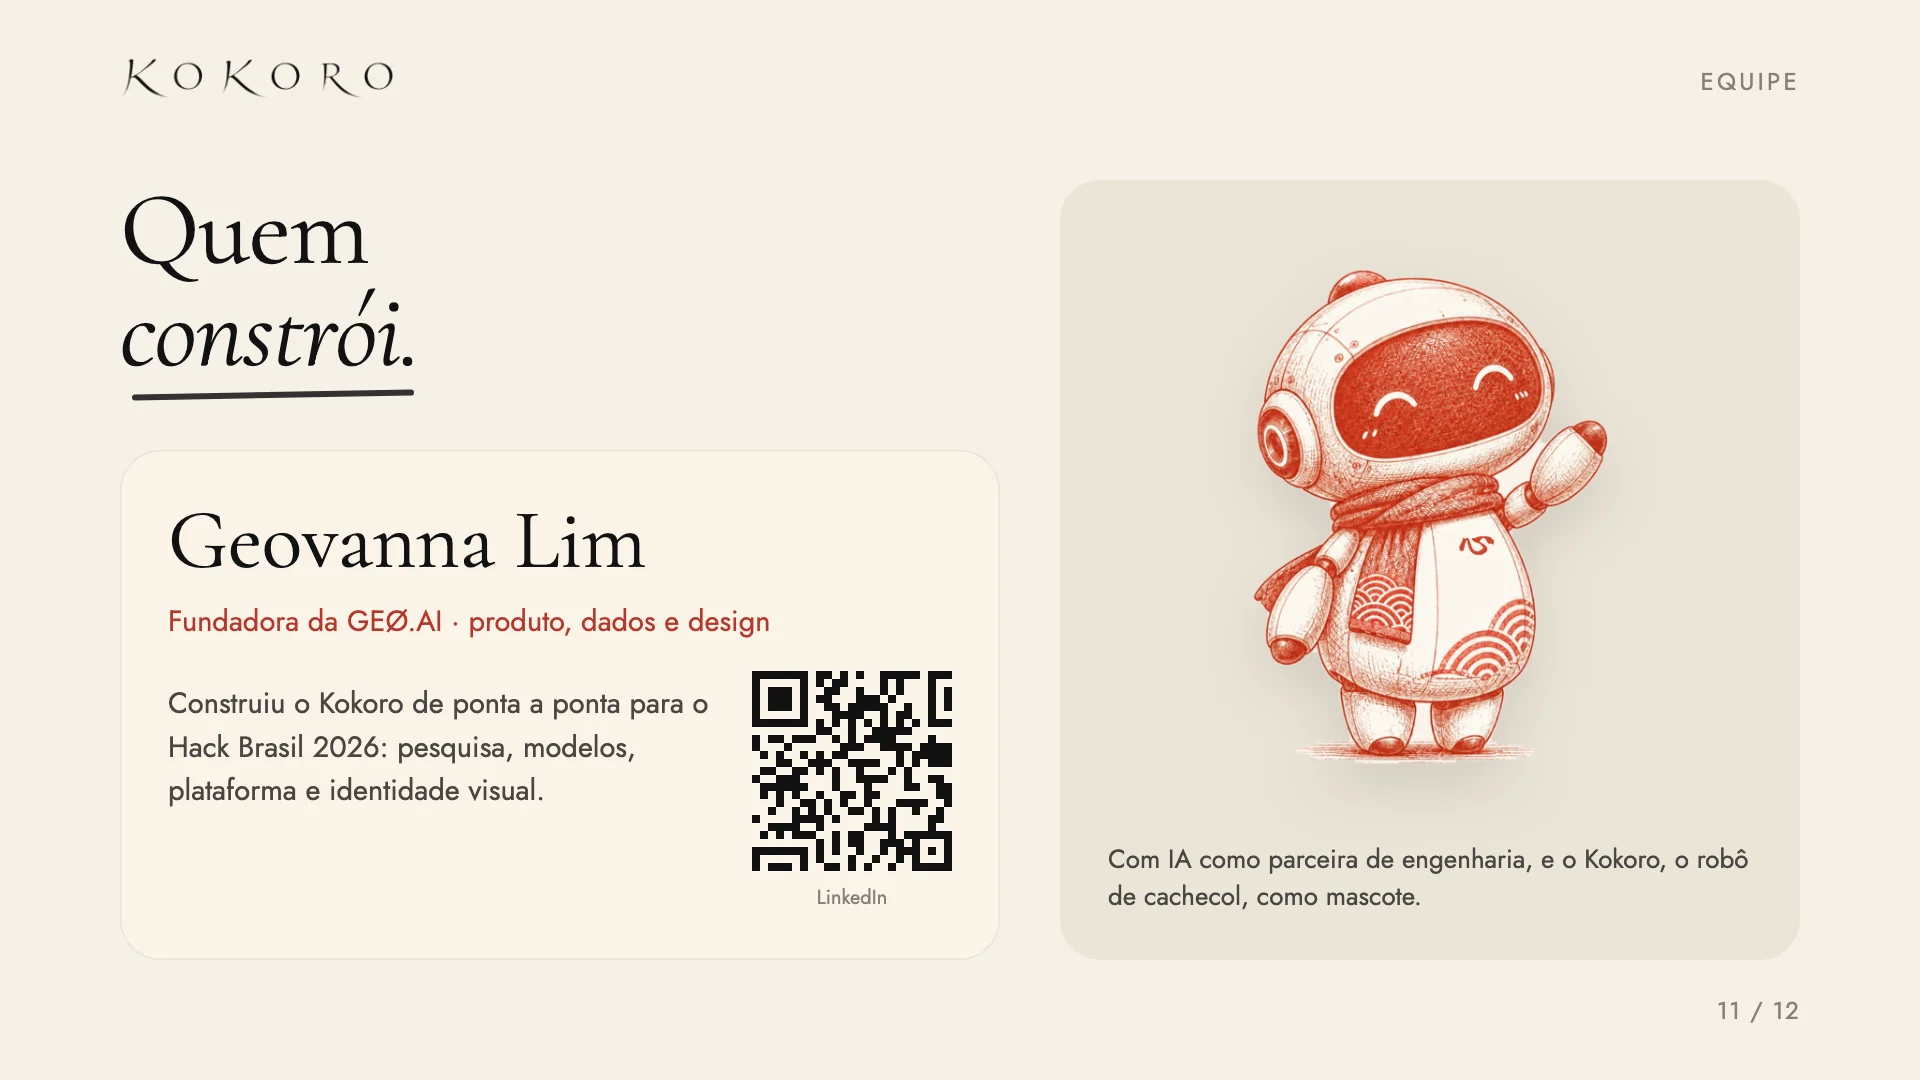 KOKORO
EQUIPE
Quem
constrói.
Geovanna Lim
Fundadora da GEØ.AI · produto, dados e design
Construiu o Kokoro de ponta a ponta para o
Hack Brasil 2026: pesquisa, modelos,
plataforma e identidade visual.
LinkedIn
Com IA como parceira de engenharia, e o Kokoro, o robô
de cachecol, como mascote.
11 / 12